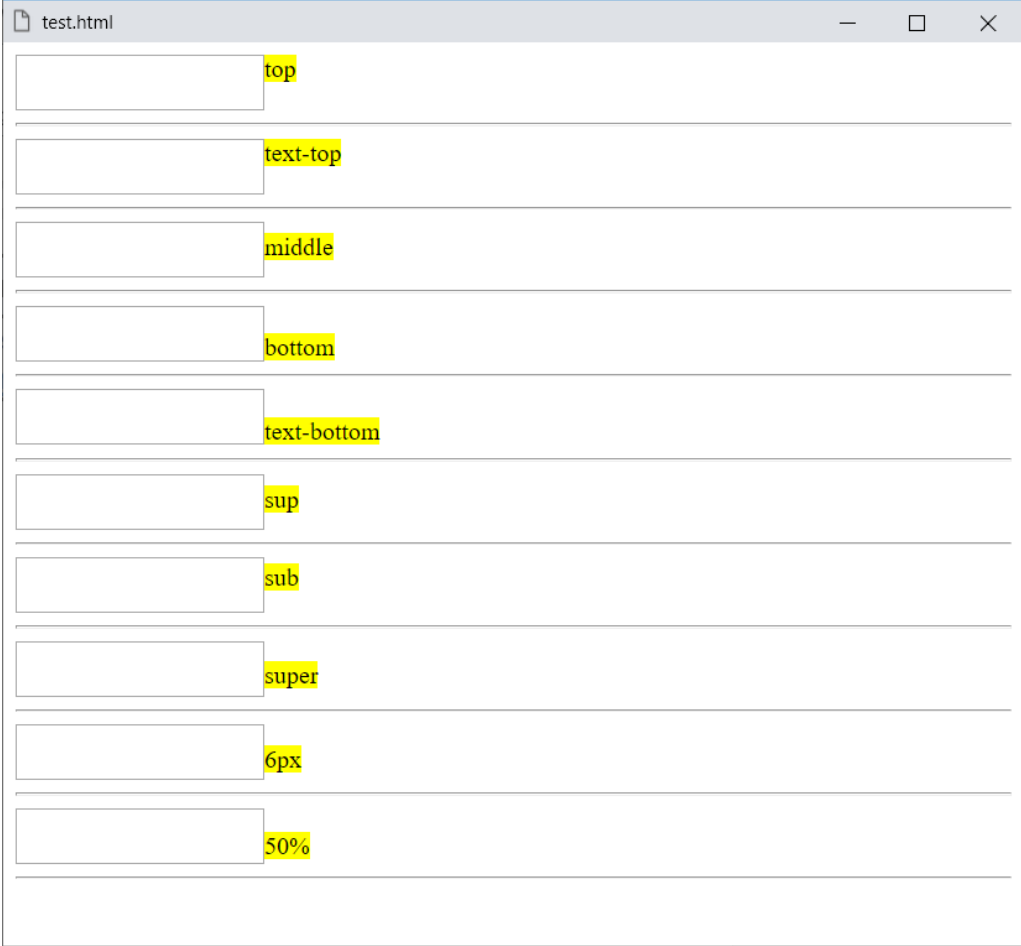 test.html
top
text-top
middle
bottom
text-bottom
sup
sub
super
6px
50%